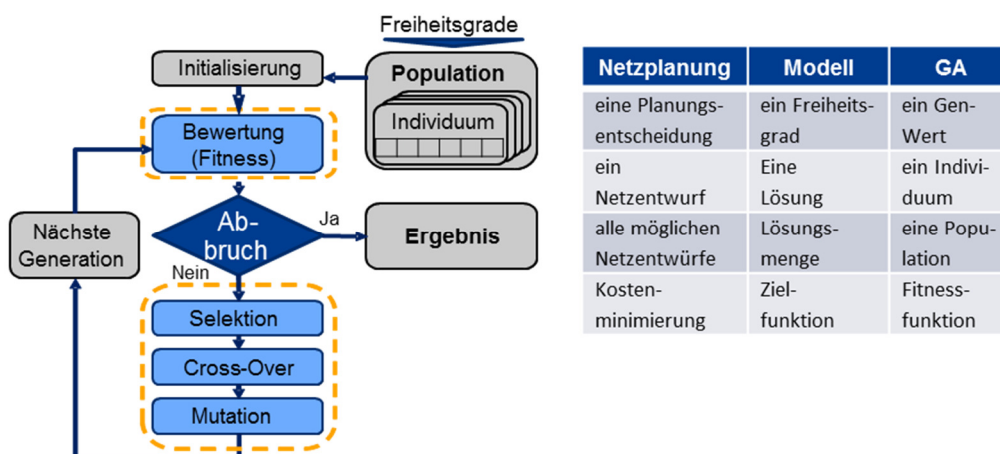 Freiheitsgrade
Initialisierung
Population
Individuum
Bewertung
(Fitness)
Ab-
bruch
Ja
Nein
Ergebnis
Nächste
Generation
Selektion
Cross-Over
Mutation
Netzplanung Modell GA
eine Planungs- ein Freiheits- ein Gen-
entscheidung grad Wert
ein Eine ein Indivi-
Netzentwurf Lösung duum
alle möglichen Lösungs- eine Popu-
Netzentwürfe menge lation
Kosten- Ziel- Fitness-
minimierung funktion funktion